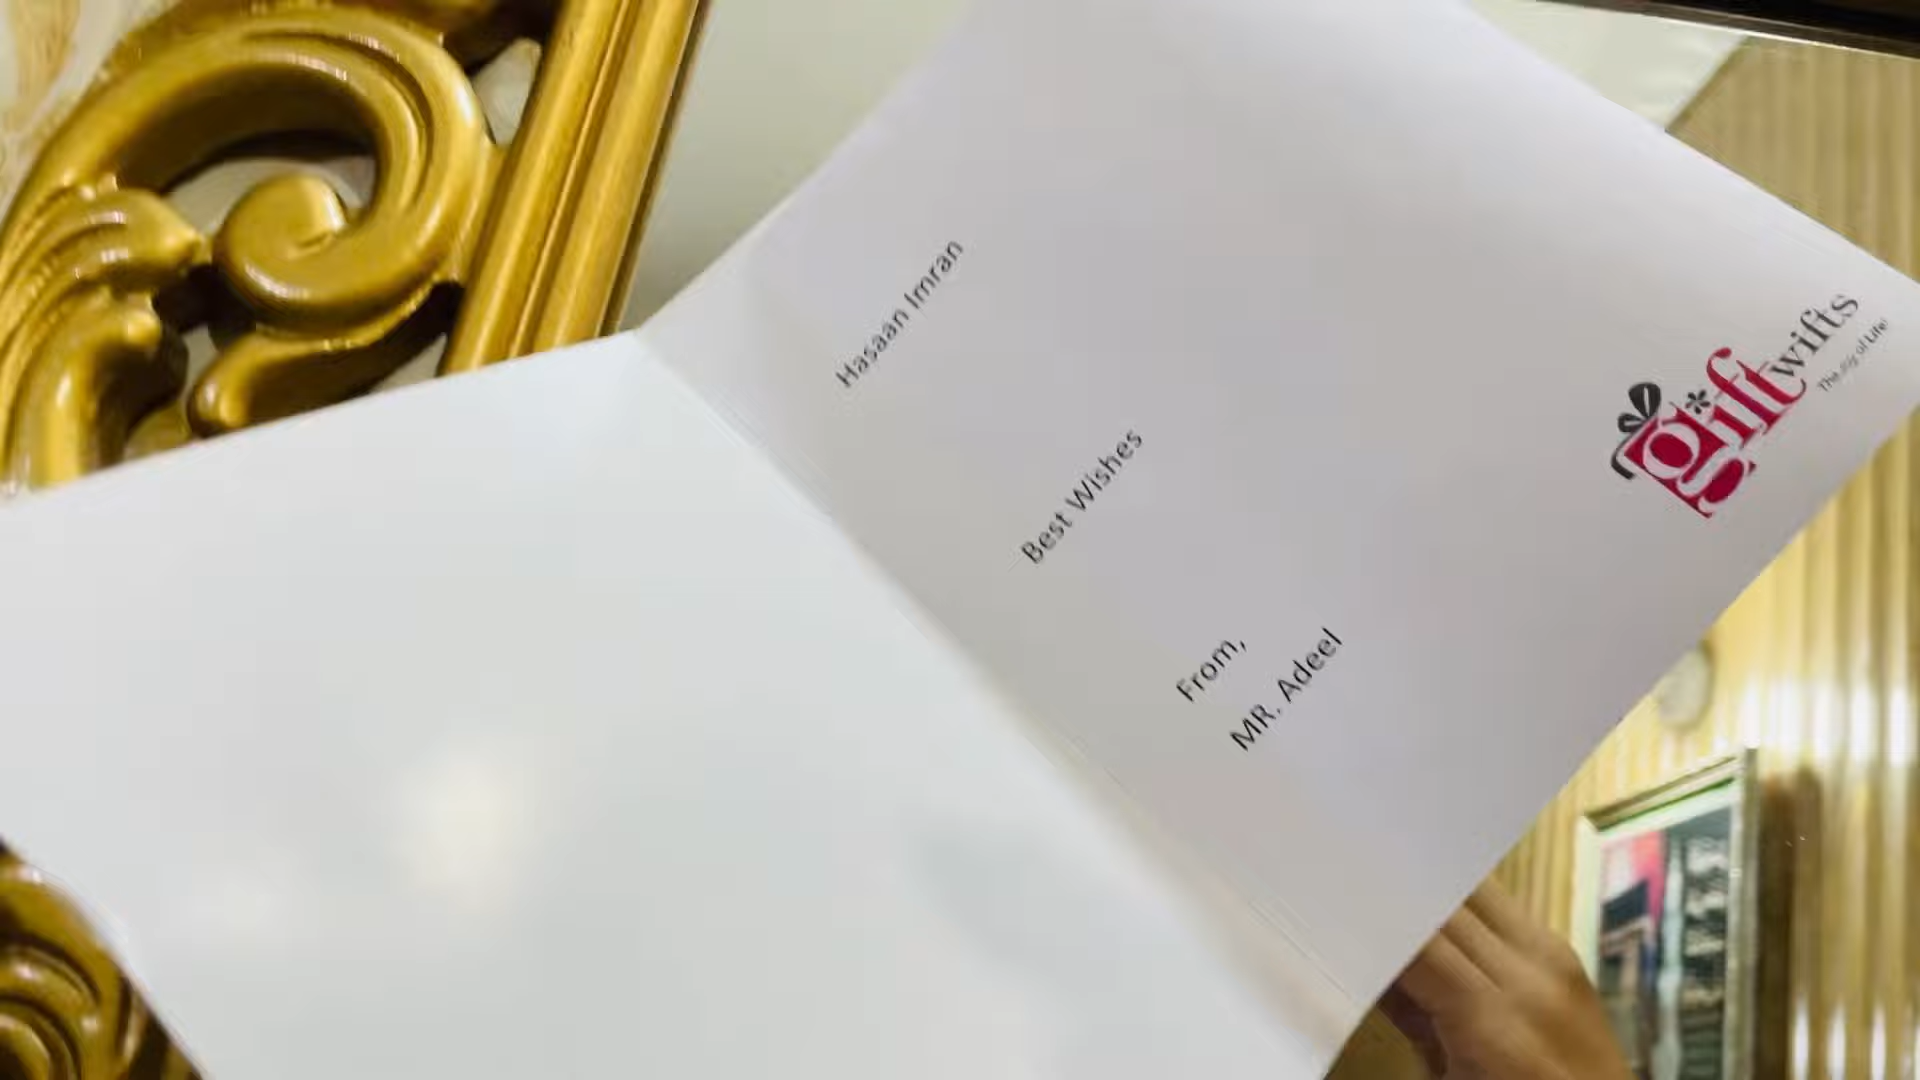 Hasaan Imran
Best Wishes
From,
MR. Adeel
giftwifts
The Joy of Life!